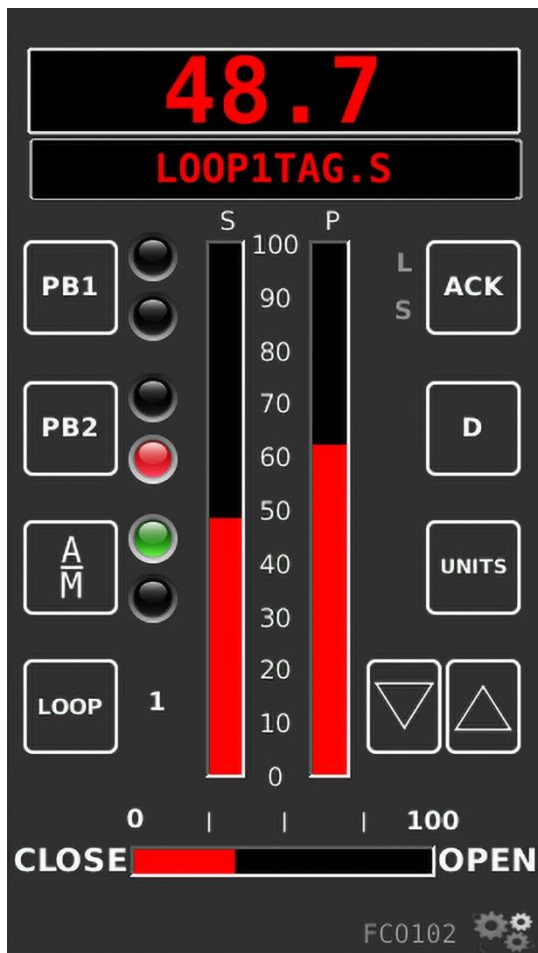 48.7
LOOP1TAG.S
S P
PB1
PB2
A
M
LOOP
1
100
90
80
70
60
50
40
30
20
10
0
L
S
ACK
D
UNITS
0 | | | 100
CLOSE OPEN
FCO102